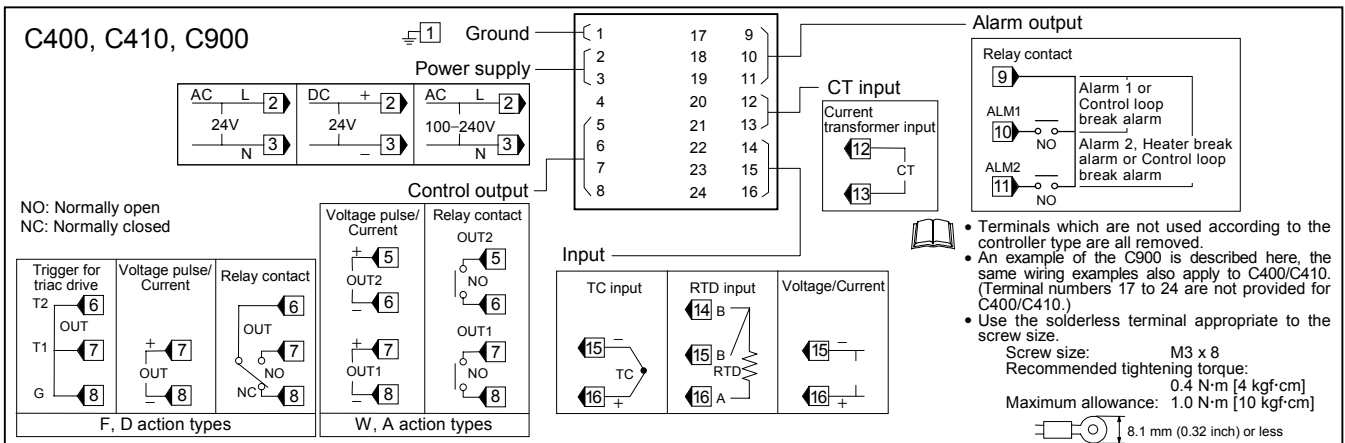 C400, C410, C900
1 Ground
Power supply
AC L 2
24V
N 3
DC + 2
24V
− 3
AC L 2
100−240V
N 3
Control output
1 17 9
2 18 10
3 19 11
4 20 12
5 21 13
6 22 14
7 23 15
8 24 16
NO: Normally open
NC: Normally closed
Trigger for
triac drive
T2 6
OUT
T1 7
G 8
Voltage pulse/
Current
+ 7
OUT
− 8
Relay contact
6
OUT
7
NO
NC 8
F, D action types
Voltage pulse/
Current
+ 5
OUT2
− 6
+ 7
OUT1
− 8
Relay contact
OUT2
5
NO
6
OUT1
7
NO
8
W, A action types
Alarm output
Relay contact
9
Alarm 1 or
Control loop
break alarm
ALM1
10
NO
Alarm 2, Heater break
alarm or Control loop
break alarm
ALM2
11
NO
CT input
Current
transformer input
12
CT
13
Input
TC input
15 −
TC
16 +
RTD input
14 B
15 B
RTD
16 A
Voltage/Current
15 −
16 +
• Terminals which are not used according to the
controller type are all removed.
• An example of the C900 is described here, the
same wiring examples also apply to C400/C410.
(Terminal numbers 17 to 24 are not provided for
C400/C410.)
• Use the solderless terminal appropriate to the
screw size.
Screw size: M3 x 8
Recommended tightening torque:
0.4 N·m [4 kgf·cm]
Maximum allowance: 1.0 N·m [10 kgf·cm]
8.1 mm (0.32 inch) or less